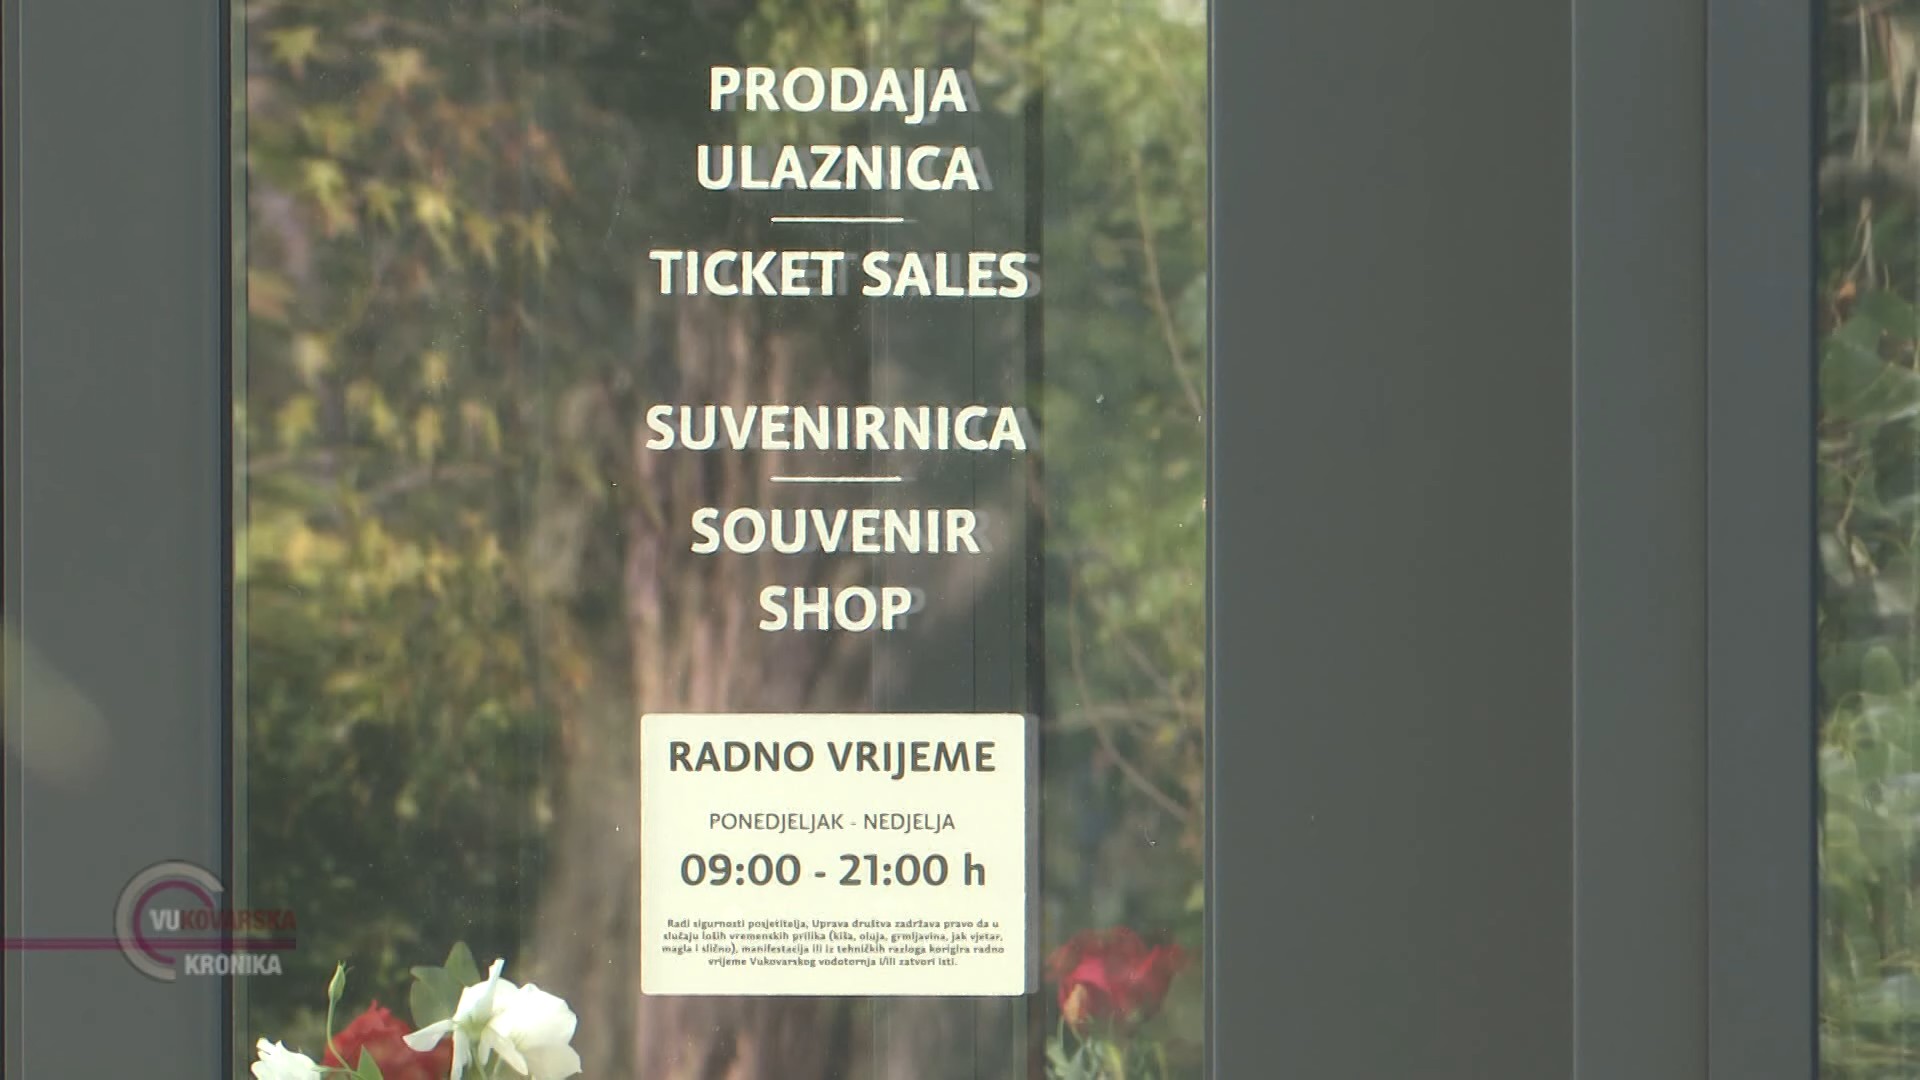 PRODAJA
ULAZNICA
TICKET SALES
SUVENIRNICA
SOUVENIR
SHOP
RADNO VRIJEME
PONEDJELJAK - NEDJELJA
09:00 - 21:00 h
Radi sigurnosti posjetitelja, Uprava društva zadržava pravo da u
slučaju loših vremenskih prilika (kiša, oluja, grmljavina, jak vjetar,
magla i slično), manifestacija ili iz tehničkih razloga korigira radno
vrijeme Vukovarskog vodotornja i/ili zatvori isti.
VUKOVARSKA
KRONIKA